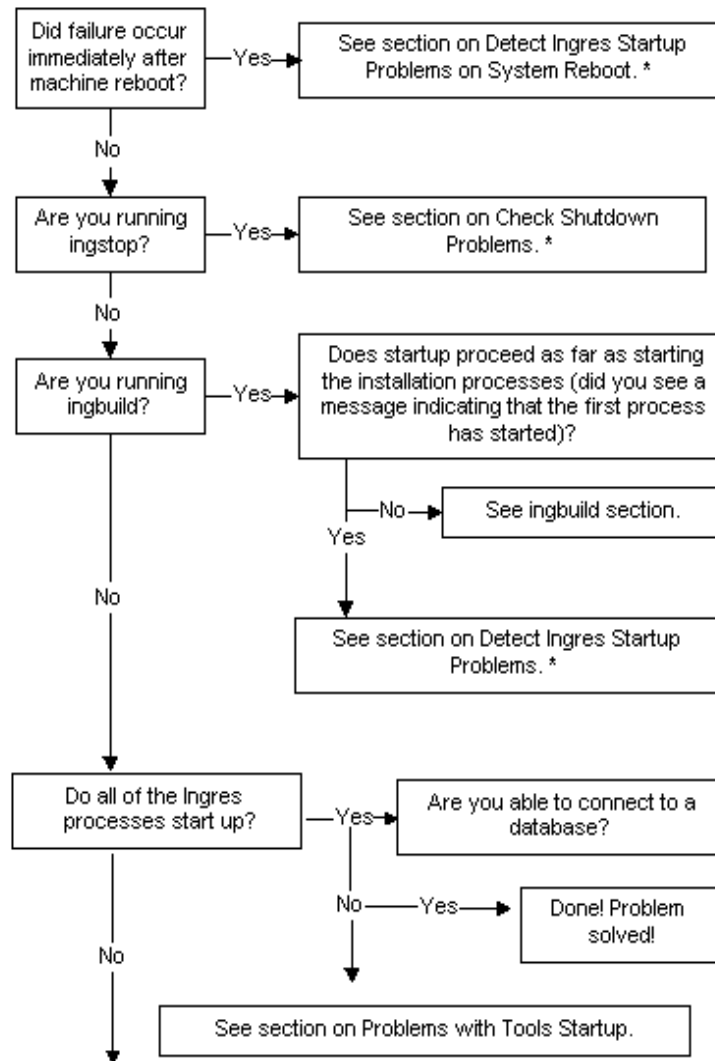 Did failure occur
immediately after
machine reboot?
Yes
See section on Detect Ingres Startup
Problems on System Reboot. *
No
Are you running
ingstop?
Yes
See section on Check Shutdown
Problems. *
No
Are you running
ingbuild?
Yes
Does startup proceed as far as starting
the installation processes (did you see a
message indicating that the first process
has started)?
No
See ingbuild section.
Yes
See section on Detect Ingres Startup
Problems. *
No
Do all of the Ingres
processes start up?
Yes
Are you able to connect to a
database?
No
Yes
Done! Problem
solved!
No
See section on Problems with Tools Startup.